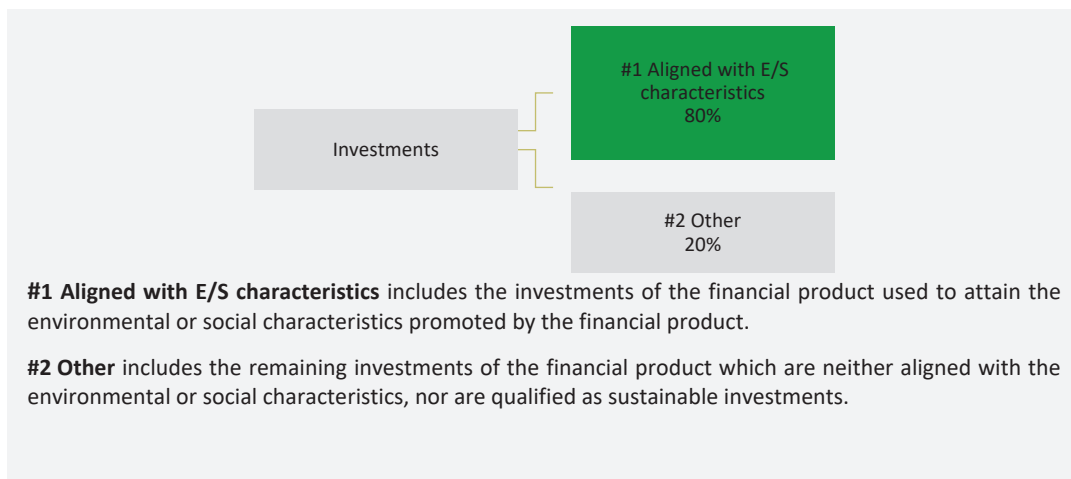 #1 Aligned with E/S
characteristics
80%
Investments
#2 Other
20%
#1 Aligned with E/S characteristics includes the investments of the financial product used to attain the
environmental or social characteristics promoted by the financial product.
#2 Other includes the remaining investments of the financial product which are neither aligned with the
environmental or social characteristics, nor are qualified as sustainable investments.